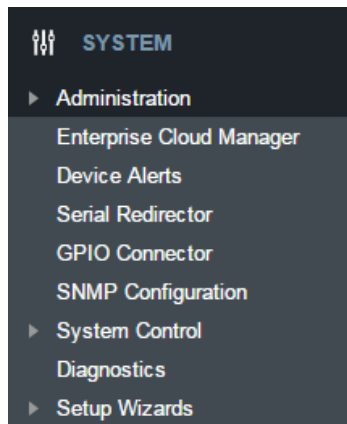 SYSTEM
Administration
Enterprise Cloud Manager
Device Alerts
Serial Redirector
GPIO Connector
SNMP Configuration
System Control
Diagnostics
Setup Wizards